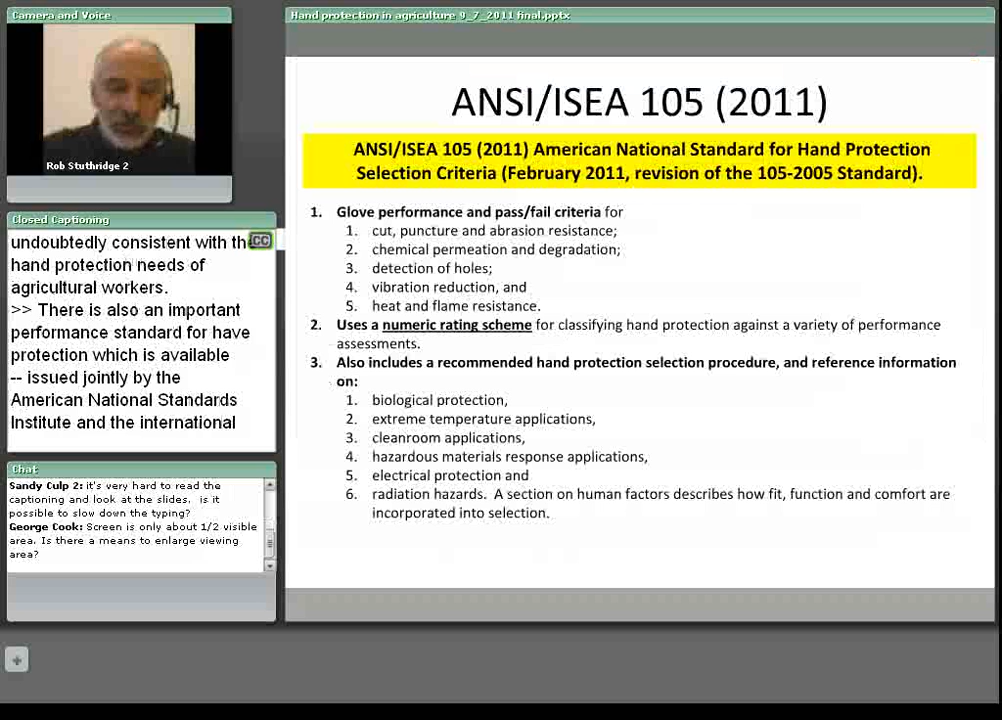 Camera and Voice
Rob Stuthridge 2
Closed Captioning
undoubtedly consistent with th
CC
hand protection needs of
agricultural workers.
>> There is also an important
performance standard for have
protection which is available
-- issued jointly by the
American National Standards
Institute and the international
Chat
Sandy Culp 2: it's very hard to read the
captioning and look at the slides. is it
possible to slow down the typing?
George Cook: Screen is only about 1/2 visible
area. Is there a means to enlarge viewing
area?
Hand protection in agriculture 9_7_2011 final.pptx
ANSI/ISEA 105 (2011)
ANSI/ISEA 105 (2011) American National Standard for Hand Protection
Selection Criteria (February 2011, revision of the 105-2005 Standard).
1. Glove performance and pass/fail criteria for
1. cut, puncture and abrasion resistance;
2. chemical permeation and degradation;
3. detection of holes;
4. vibration reduction, and
5. heat and flame resistance.
2. Uses a numeric rating scheme for classifying hand protection against a variety of performance
assessments.
3. Also includes a recommended hand protection selection procedure, and reference information
on:
1. biological protection,
2. extreme temperature applications,
3. cleanroom applications,
4. hazardous materials response applications,
5. electrical protection and
6. radiation hazards. A section on human factors describes how fit, function and comfort are
incorporated into selection.